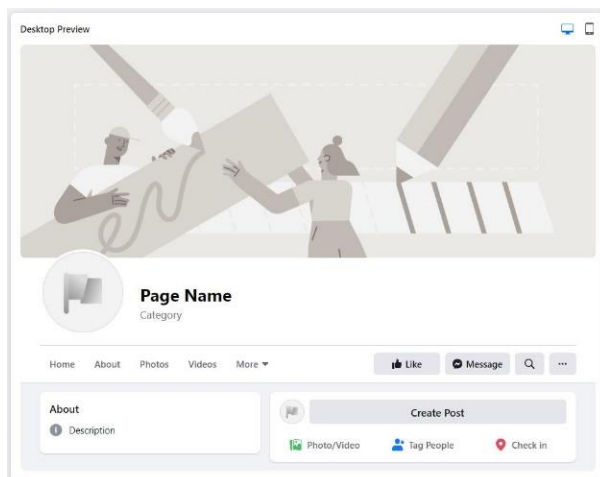 Desktop Preview
Page Name
Category
Home About Photos Videos More Like Message
About
Description
Create Post
Photo/Video Tag People Check in